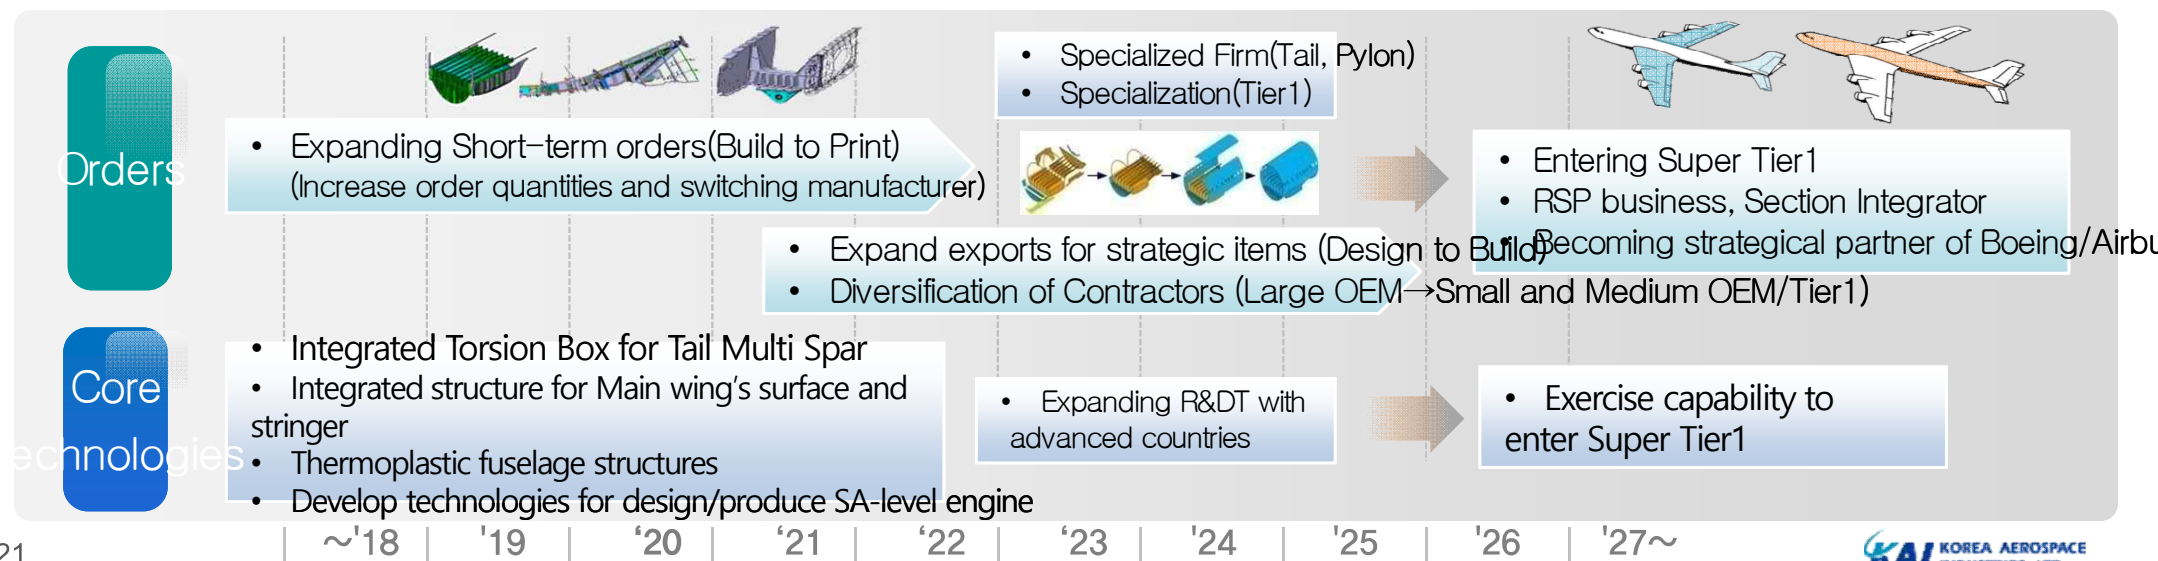 Orders
• Expanding Short-term orders(Build to Print)
(Increase order quantities and switching manufacturer)
• Specialized Firm(Tail, Pylon)
• Specialization(Tier1)
• Expand exports for strategic items (Design to Build)
• Diversification of Contractors (Large OEM→Small and Medium OEM/Tier1)
• Entering Super Tier1
• RSP business, Section Integrator
• Becoming strategical partner of Boeing/Airbu
Core
echnologies
• Integrated Torsion Box for Tail Multi Spar
• Integrated structure for Main wing's surface and
stringer
• Thermoplastic fuselage structures
• Develop technologies for design/produce SA-level engine
• Expanding R&DT with
advanced countries
• Exercise capability to
enter Super Tier1
~'18 '19 ‘20 ‘21 ‘22 ‘23 '24 '25 '26 '27~
21
KAI KOREA AEROSPACE